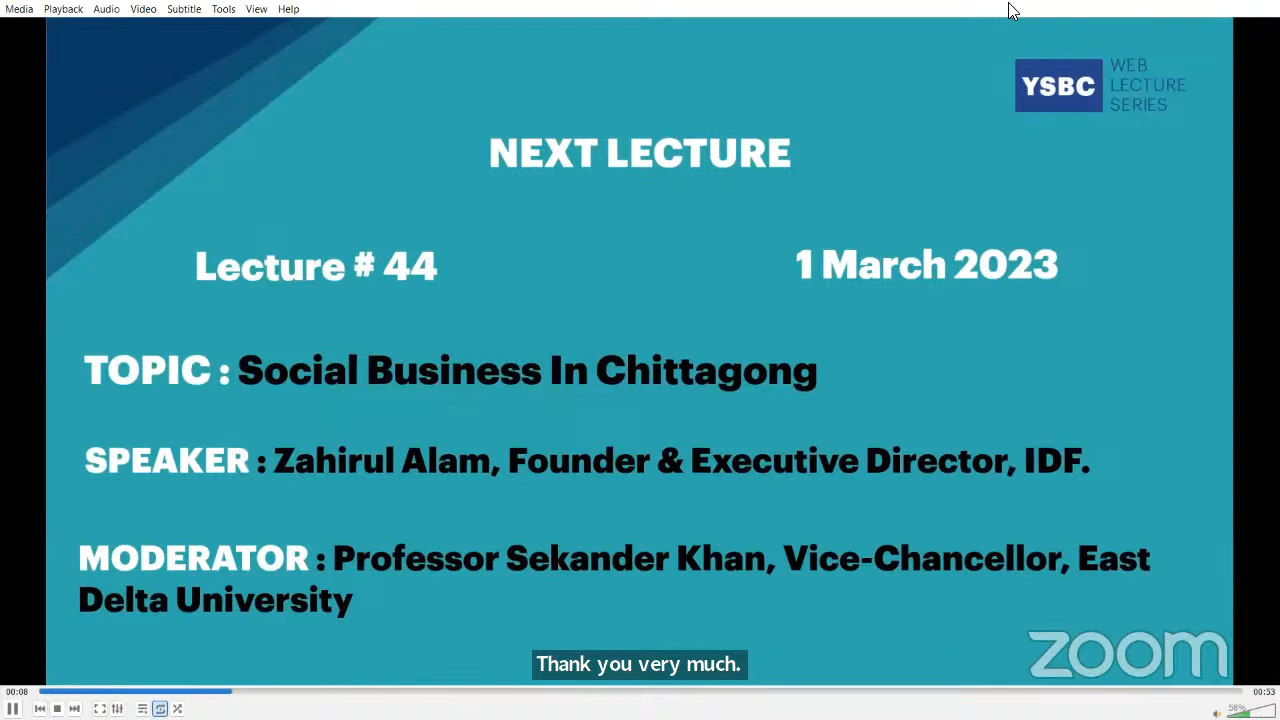 Media Playback Audio Video Subtitle Tools View Help
YSBC WEB
LECTURE
SERIES
NEXT LECTURE
Lecture # 44 1 March 2023
TOPIC : Social Business In Chittagong
SPEAKER : Zahirul Alam, Founder & Executive Director, IDF.
MODERATOR : Professor Sekander Khan, Vice-Chancellor, East
Delta University
zoom
Thank you very much.
00:08 00:53
58%